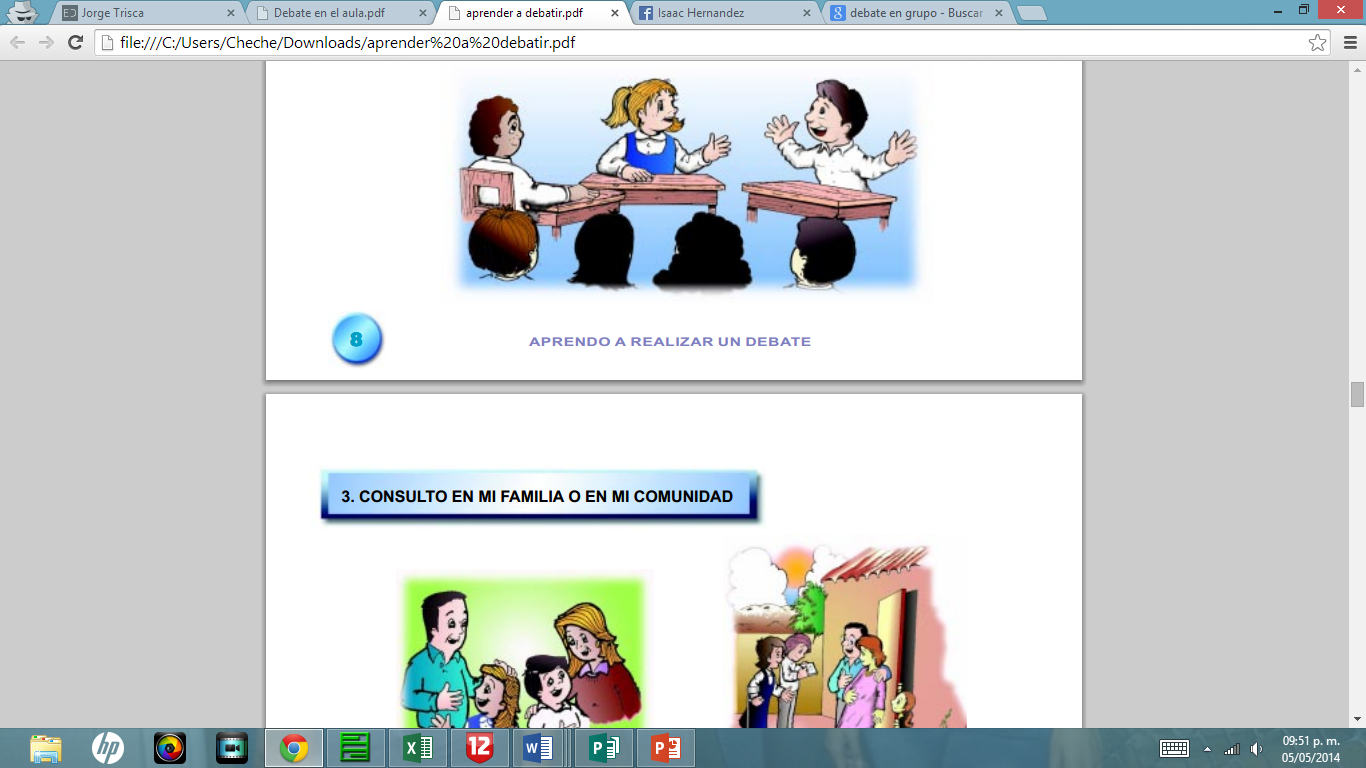 Jorge Trisca
Debate en el aula.pdf
aprender a debatir.pdf
Isaac Hernandez
debate en grupo - Buscar
file:///C:/Users/Cheche/Downloads/aprender%20a%20debatir.pdf
8
APRENDO A REALIZAR UN DEBATE
3. CONSULTO EN MI FAMILIA O EN MI COMUNIDAD
09:51 p. m.
05/05/2014